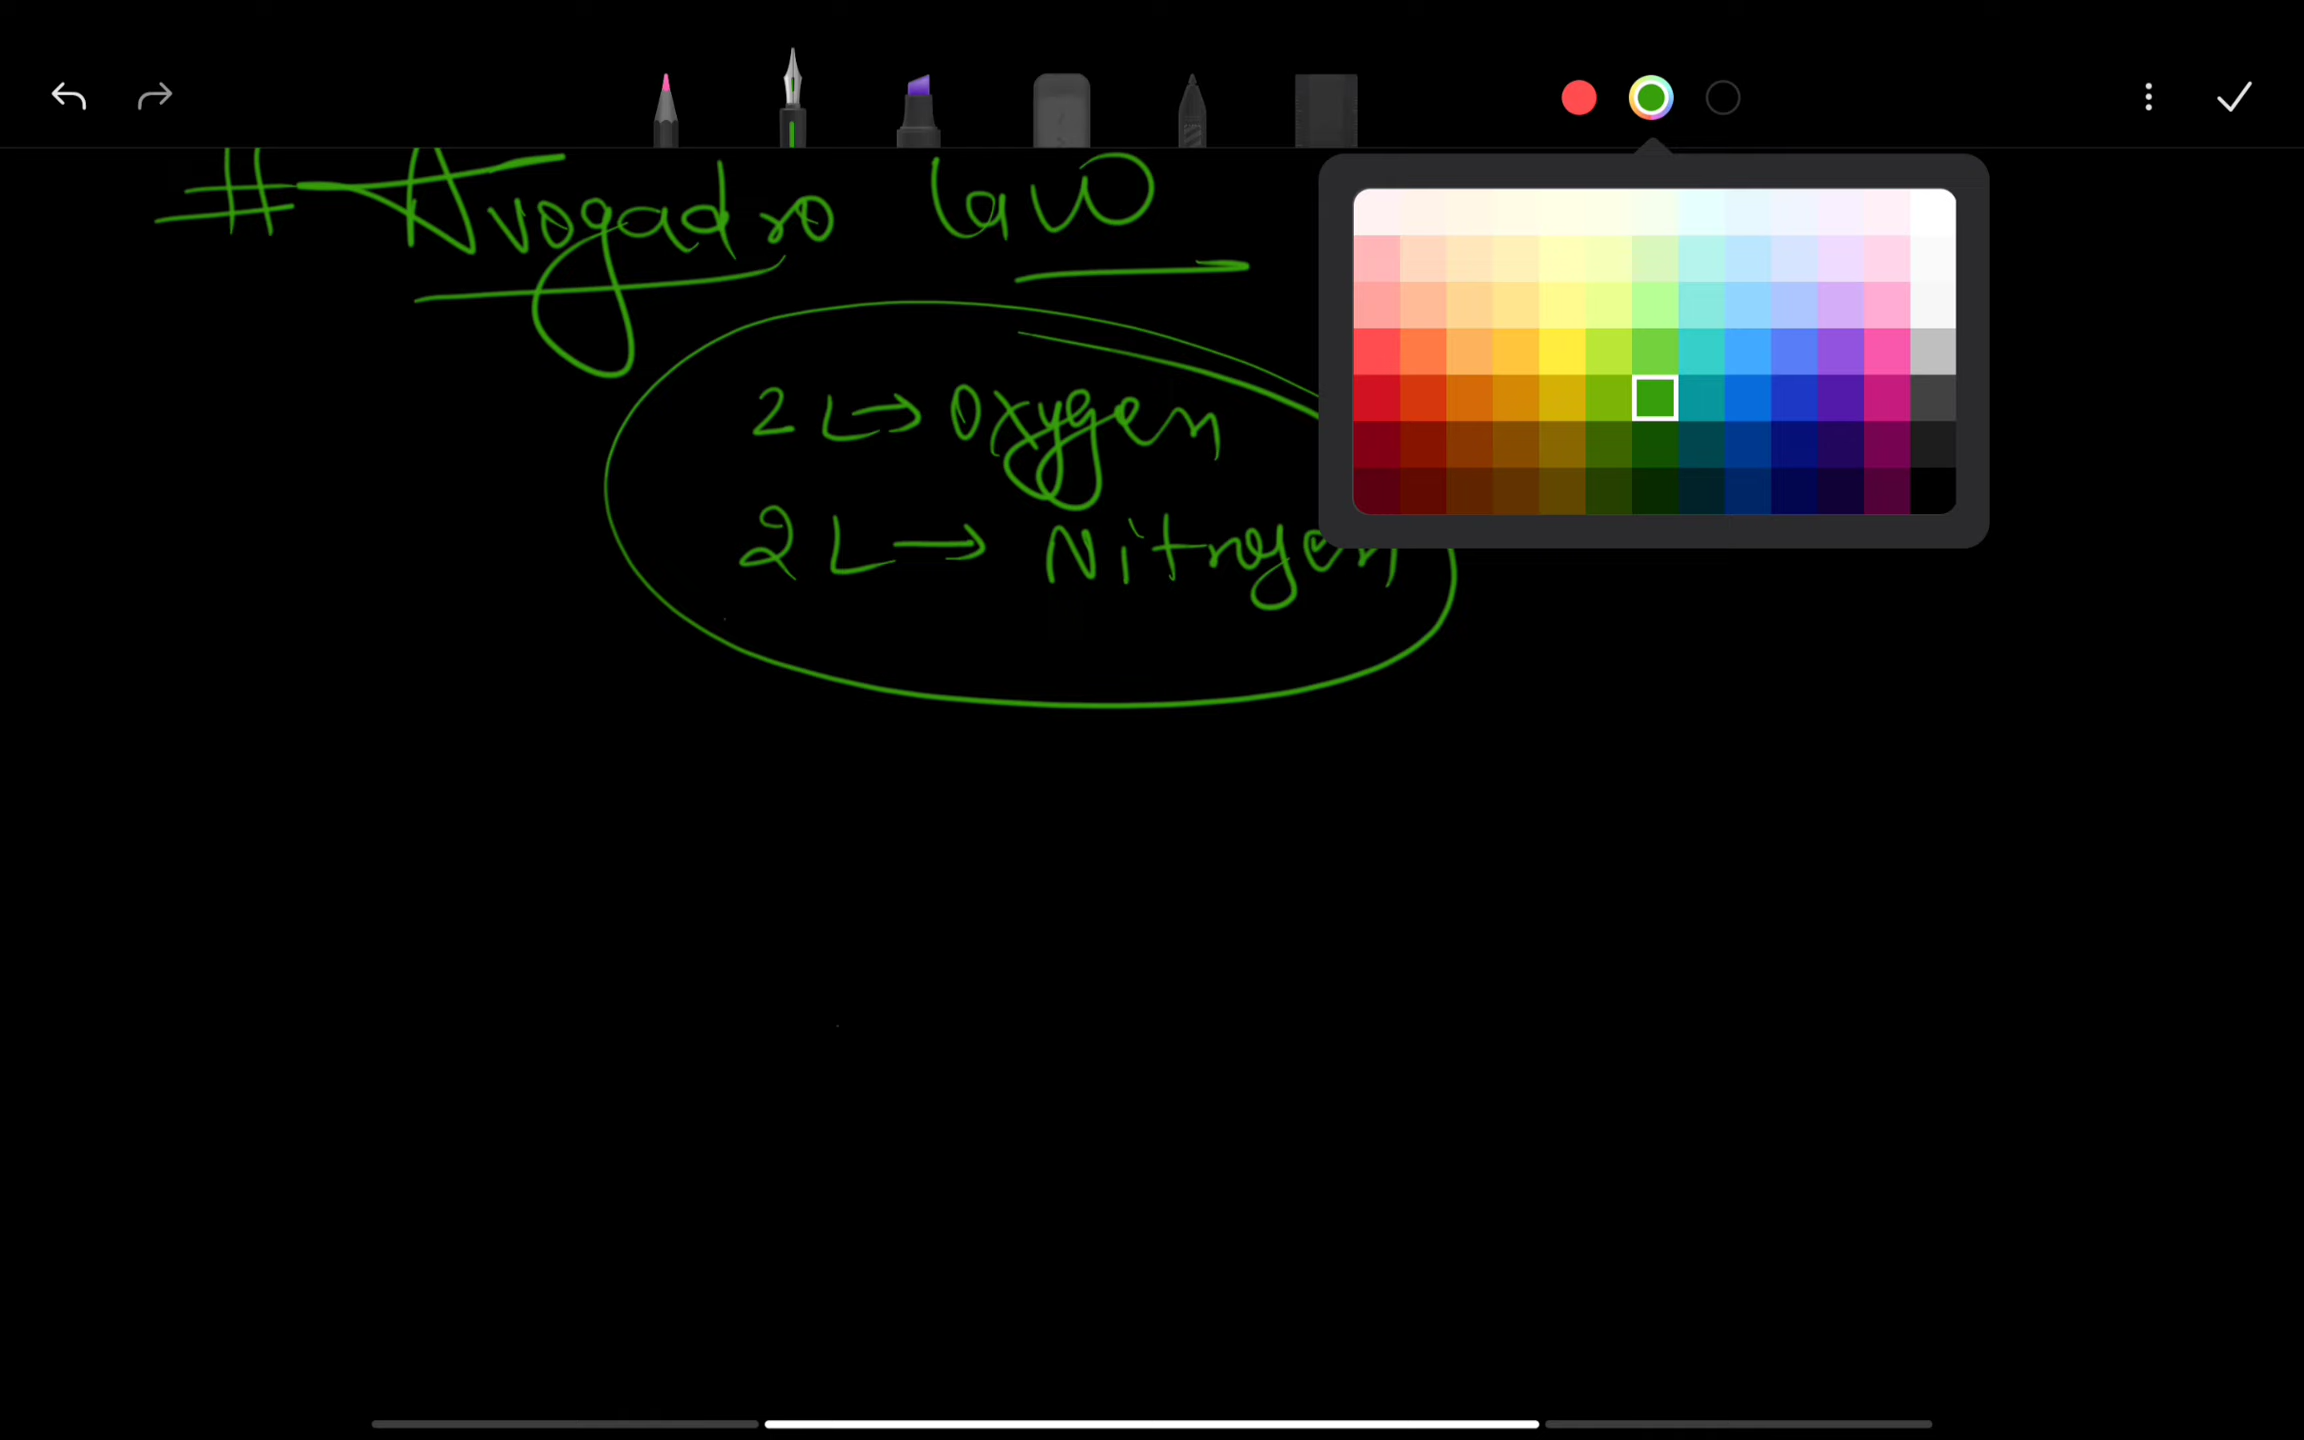 # Avogadro law
2 L → Oxygen
2 L → Nitrogen